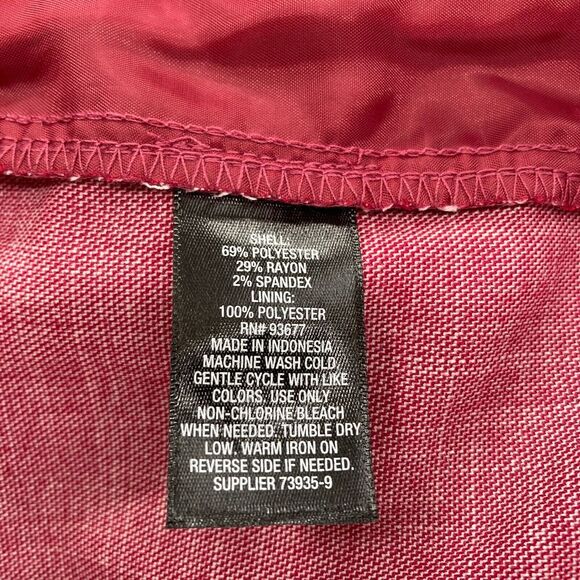 SHELL:
69% POLYESTER
29% RAYON
2% SPANDEX
LINING:
100% POLYESTER
RN# 93677
MADE IN INDONESIA
MACHINE WASH COLD
GENTLE CYCLE WITH LIKE
COLORS. USE ONLY
NON-CHLORINE BLEACH
WHEN NEEDED. TUMBLE DRY
LOW. WARM IRON ON
REVERSE SIDE IF NEEDED.
SUPPLIER 73935-9